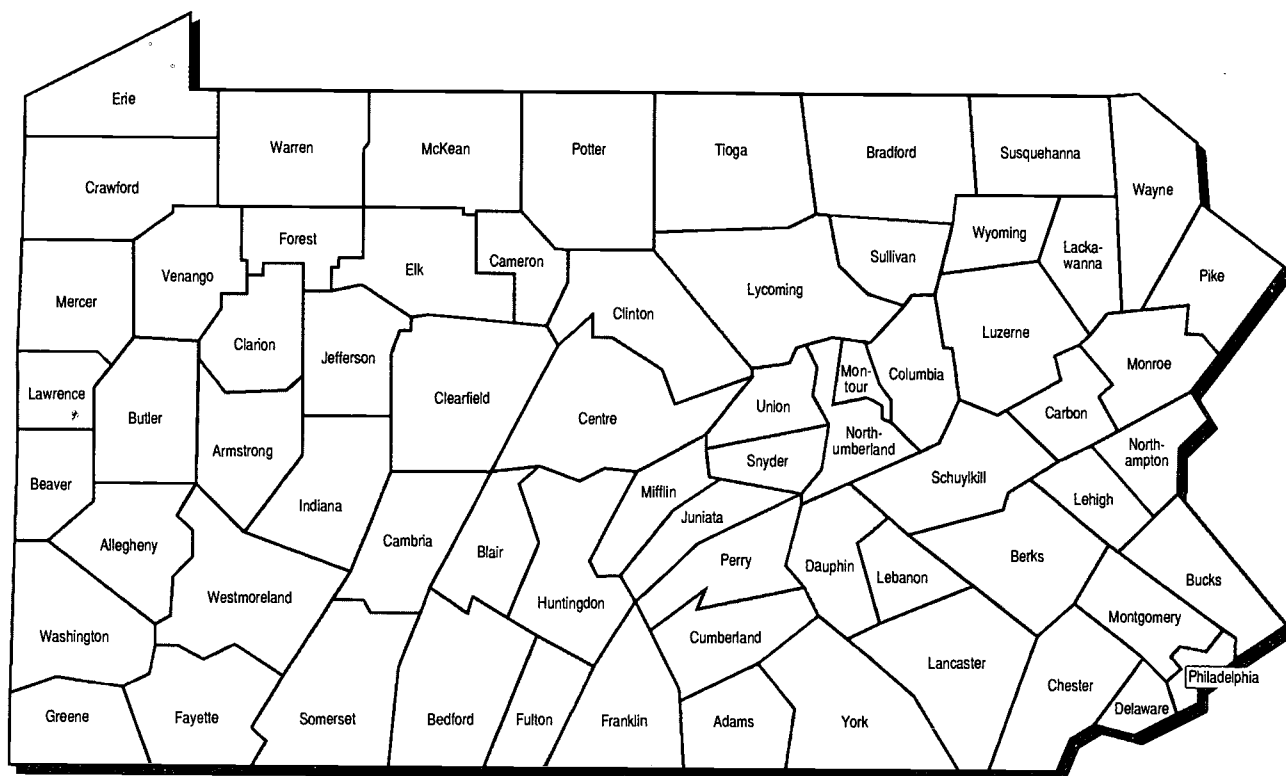 Erie
Warren
McKean
Potter
Tioga
Bradford
Susquehanna
Crawford
Wayne
Forest
Wyoming
Venango
Elk
Cameron
Sullivan
Lacka-
wanna
Pike
Mercer
Lycoming
Clinton
Clarion
Jefferson
Luzerne
Monroe
Lawrence
Butler
Clearfield
Centre
Union
Mon-
tour
Columbia
Carbon
Armstrong
North-
umberland
North-
ampton
Beaver
Snyder
Schuylkill
Indiana
Mifflin
Juniata
Lehigh
Allegheny
Cambria
Blair
Perry
Dauphin
Lebanon
Berks
Bucks
Westmoreland
Huntingdon
Washington
Cumberland
Montgomery
Lancaster
Philadelphia
Chester
Greene
Fayette
Somerset
Bedford
Fulton
Franklin
Adams
York
Delaware